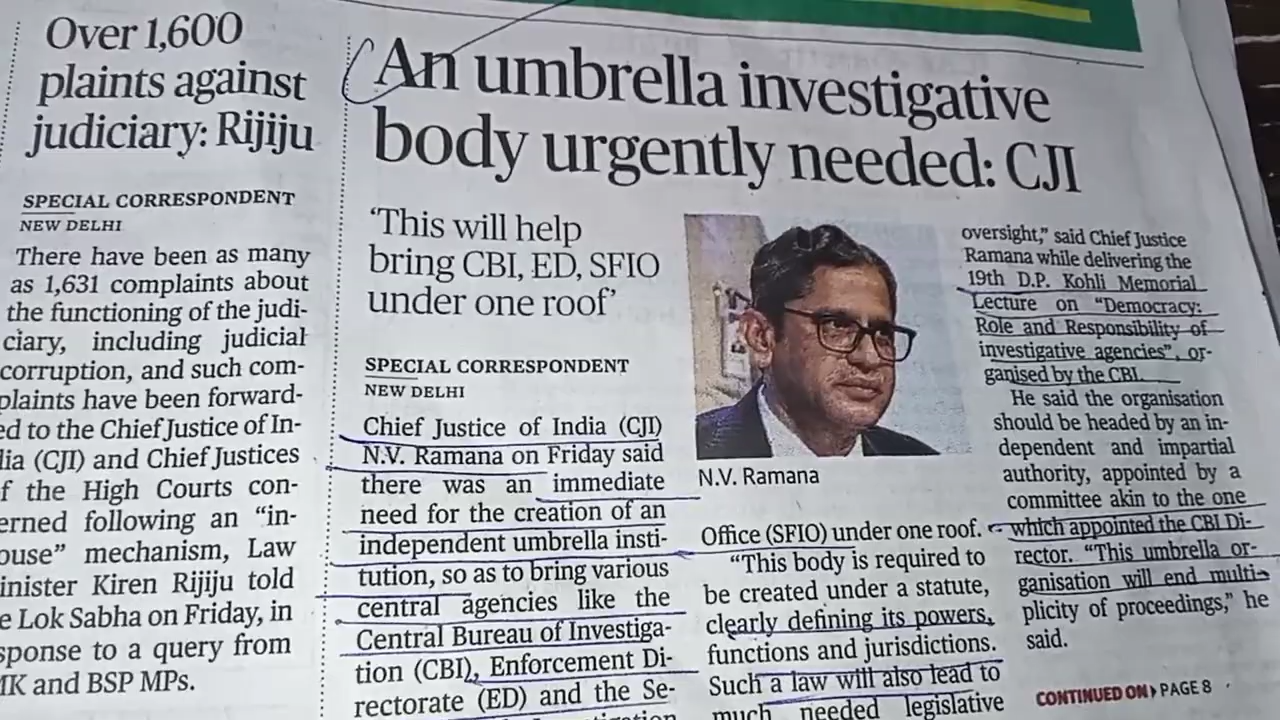 Over 1,600
plaints against
judiciary: Rijiju
SPECIAL CORRESPONDENT
NEW DELHI
There have been as many
as 1,631 complaints about
the functioning of the judi-
ciary, including judicial
corruption, and such com-
plaints have been forward-
ed to the Chief Justice of In-
dia (CJI) and Chief Justices
f the High Courts con-
erned following an “in-
ouse” mechanism, Law
inister Kiren Rijiju told
e Lok Sabha on Friday, in
sponse to a query from
MK and BSP MPs.
An umbrella investigative
body urgently needed: CJI
‘This will help
bring CBI, ED, SFIO
under one roof’
SPECIAL CORRESPONDENT
NEW DELHI
Chief Justice of India (CJI)
N.V. Ramana on Friday said
there was an immediate
need for the creation of an
independent umbrella insti-
tution, so as to bring various
central agencies like the
Central Bureau of Investiga-
tion (CBI), Enforcement Di-
rectorate (ED) and the Se-
N.V. Ramana
Office (SFIO) under one roof.
“This body is required to
be created under a statute,
clearly defining its powers,
functions and jurisdictions.
Such a law will also lead to
much needed legislative
oversight,” said Chief Justice
Ramana while delivering the
19th D.P. Kohli Memorial
Lecture on “Democracy:
Role and Responsibility of
investigative agencies”, or-
ganised by the CBI.
He said the organisation
should be headed by an in-
dependent and impartial
authority, appointed by a
committee akin to the one
which appointed the CBI Di-
rector. “This umbrella or-
ganisation will end multi-
plicity of proceedings,” he
said.
CONTINUED ON PAGE 8